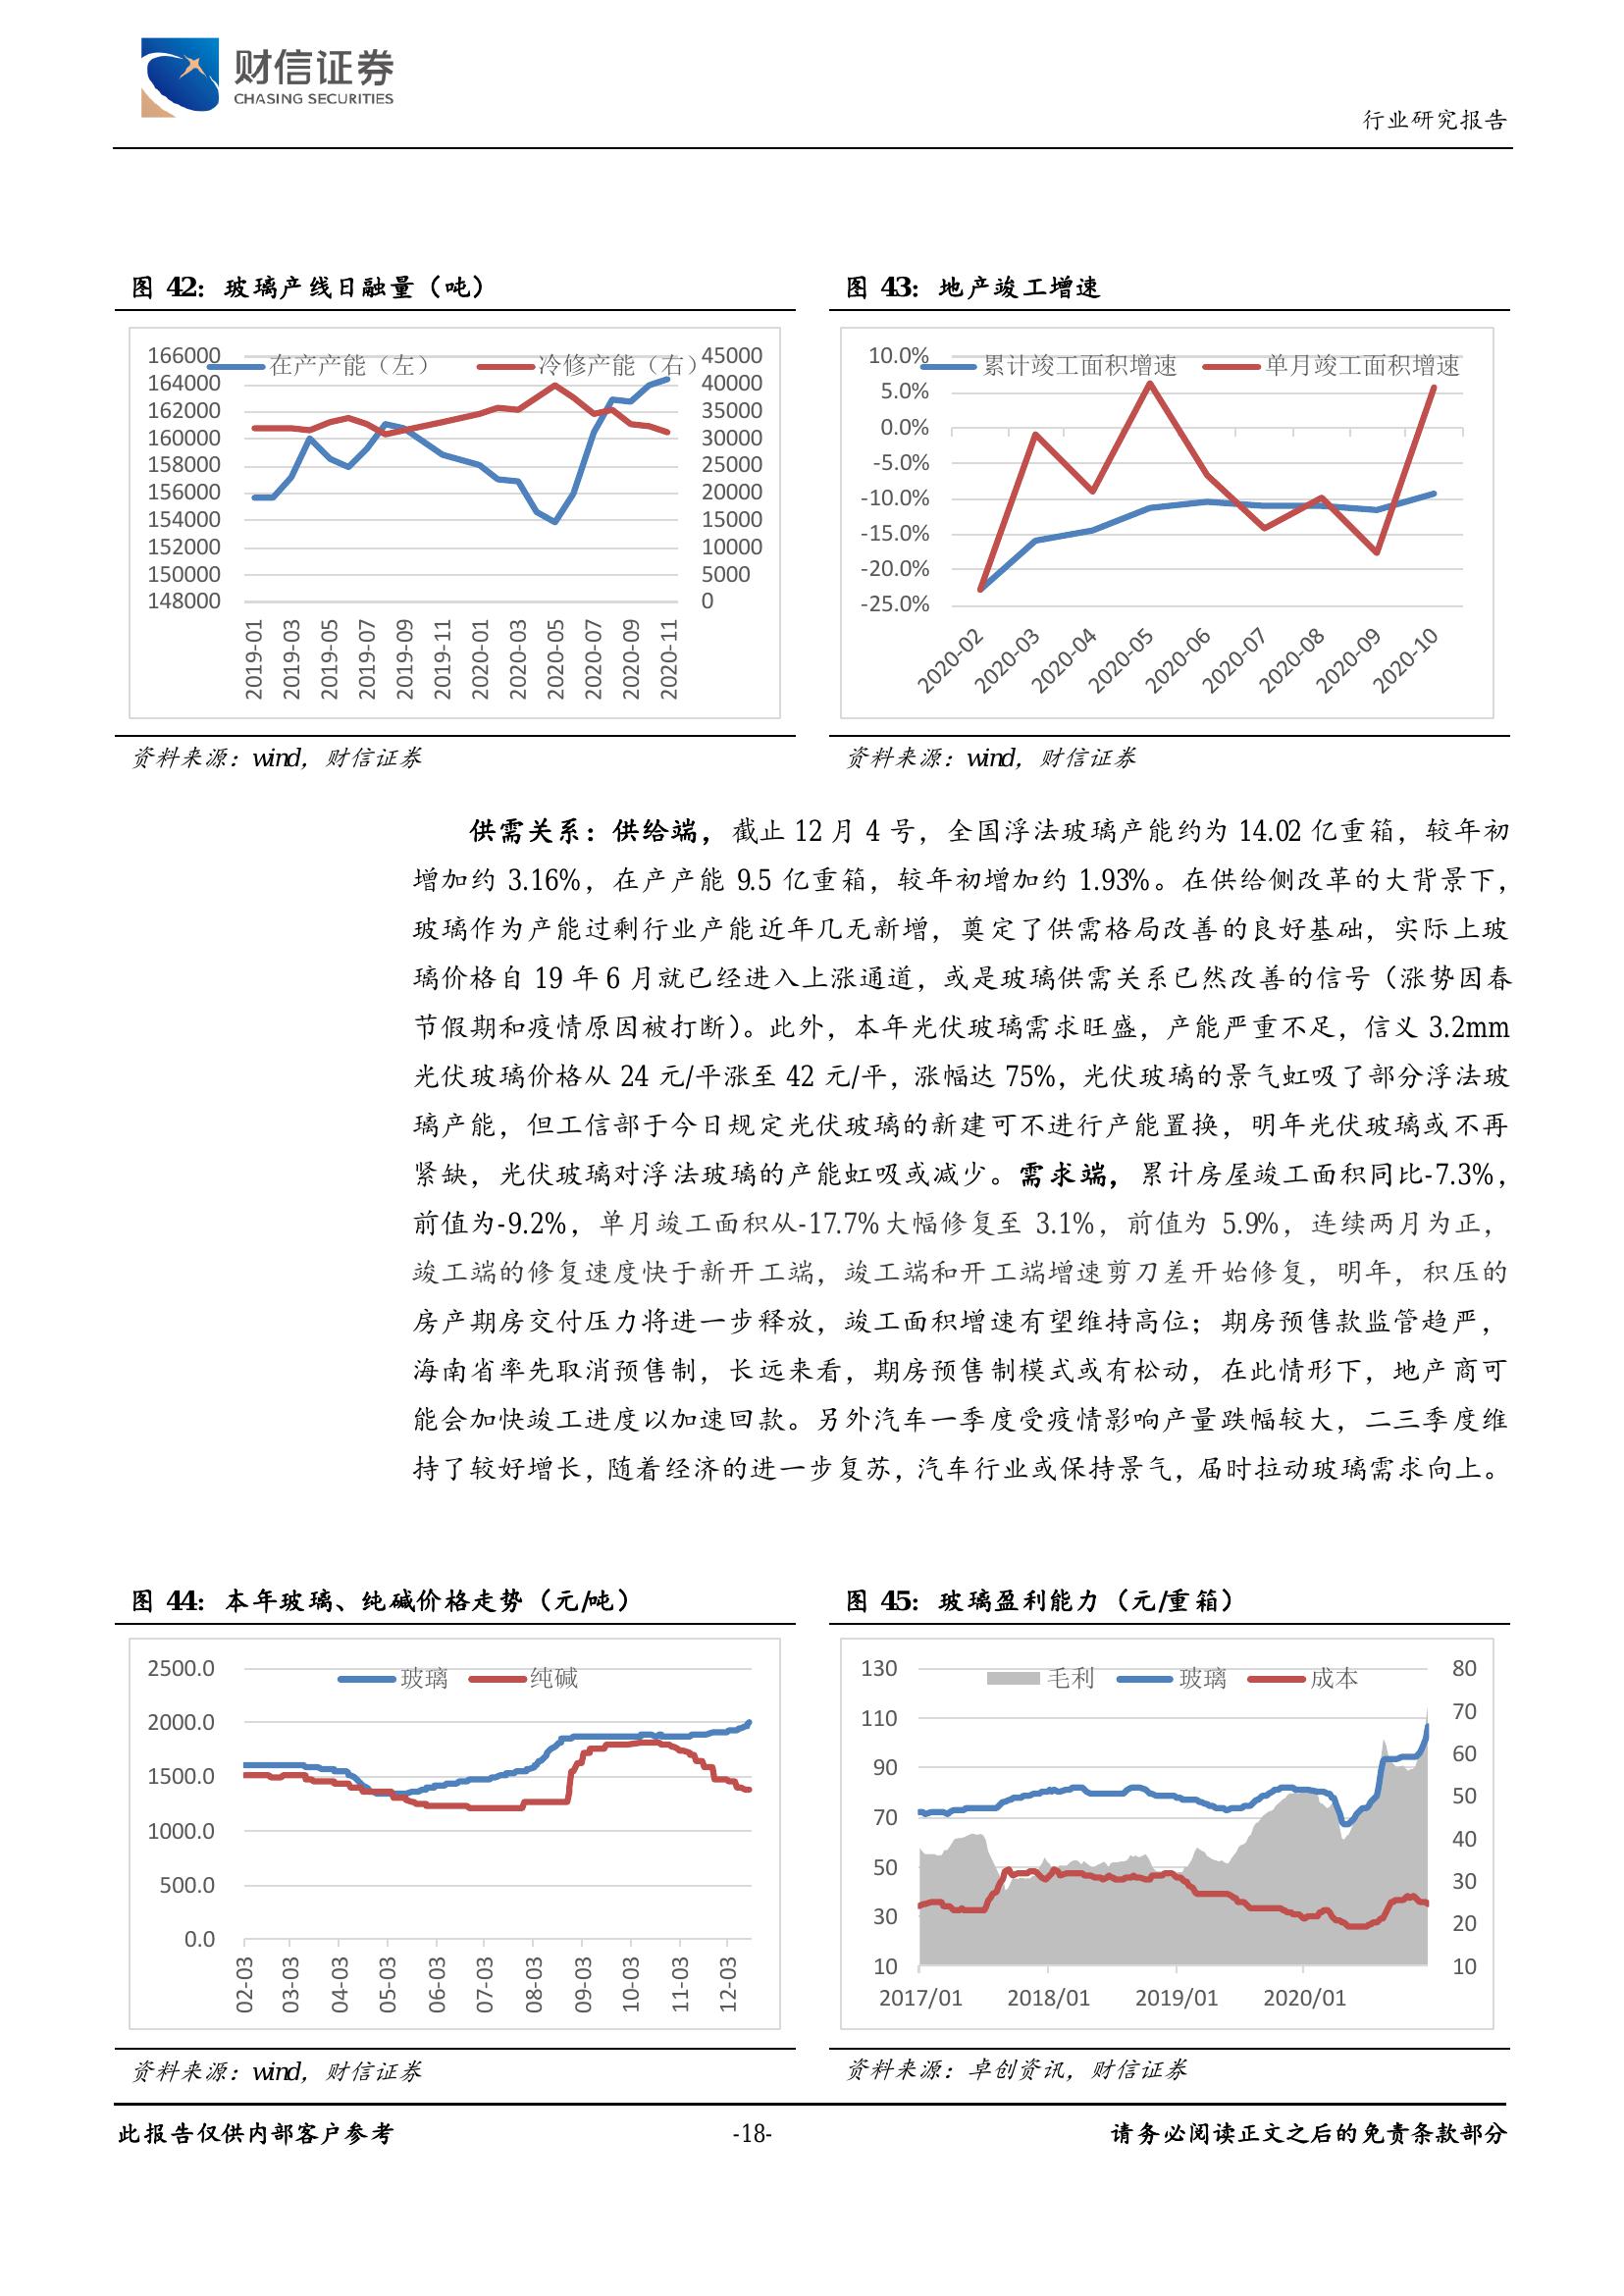 财信证券
CHASING SECURITIES
行业研究报告
图 42：玻璃产线日融量（吨）
166000
164000
162000
160000
158000
156000
154000
152000
150000
148000
在产产能（左）
冷修产能（右）
45000
40000
35000
30000
25000
20000
15000
10000
5000
0
2019-01
2019-03
2019-05
2019-07
2019-09
2019-11
2020-01
2020-03
2020-05
2020-07
2020-09
2020-11
资料来源：wind，财信证券
图 43：地产竣工增速
10.0%
5.0%
0.0%
-5.0%
-10.0%
-15.0%
-20.0%
-25.0%
累计竣工面积增速
单月竣工面积增速
2020-02
2020-03
2020-04
2020-05
2020-06
2020-07
2020-08
2020-09
2020-10
资料来源：wind，财信证券
供需关系：供给端，截止 12 月 4 号，全国浮法玻璃产能约为 14.02 亿重箱，较年初
增加约 3.16%，在产产能 9.5 亿重箱，较年初增加约 1.93%。在供给侧改革的大背景下，
玻璃作为产能过剩行业产能近年几无新增，奠定了供需格局改善的良好基础，实际上玻
璃价格自 19 年 6 月就已经进入上涨通道，或是玻璃供需关系已然改善的信号（涨势因春
节假期和疫情原因被打断）。此外，本年光伏玻璃需求旺盛，产能严重不足，信义 3.2mm
光伏玻璃价格从 24 元/平涨至 42 元/平，涨幅达 75%，光伏玻璃的景气虹吸了部分浮法玻
璃产能，但工信部于今日规定光伏玻璃的新建可不进行产能置换，明年光伏玻璃或不再
紧缺，光伏玻璃对浮法玻璃的产能虹吸或减少。需求端，累计房屋竣工面积同比-7.3%，
前值为-9.2%，单月竣工面积从-17.7%大幅修复至 3.1%，前值为 5.9%，连续两月为正，
竣工端的修复速度快于新开工端，竣工端和开工端增速剪刀差开始修复，明年，积压的
房产期房交付压力将进一步释放，竣工面积增速有望维持高位；期房预售款监管趋严，
海南省率先取消预售制，长远来看，期房预售制模式或有松动，在此情形下，地产商可
能会加快竣工进度以加速回款。另外汽车一季度受疫情影响产量跌幅较大，二三季度维
持了较好增长，随着经济的进一步复苏，汽车行业或保持景气，届时拉动玻璃需求向上。
图 44：本年玻璃、纯碱价格走势（元/吨）
2500.0
2000.0
1500.0
1000.0
500.0
0.0
玻璃
纯碱
02-03
03-03
04-03
05-03
06-03
07-03
08-03
09-03
10-03
11-03
12-03
资料来源：wind，财信证券
图 45：玻璃盈利能力（元/重箱）
130
110
90
70
50
30
10
毛利
玻璃
成本
80
70
60
50
40
30
20
10
2017/01
2018/01
2019/01
2020/01
资料来源：卓创资讯，财信证券
此报告仅供内部客户参考
-18-
请务必阅读正文之后的免责条款部分